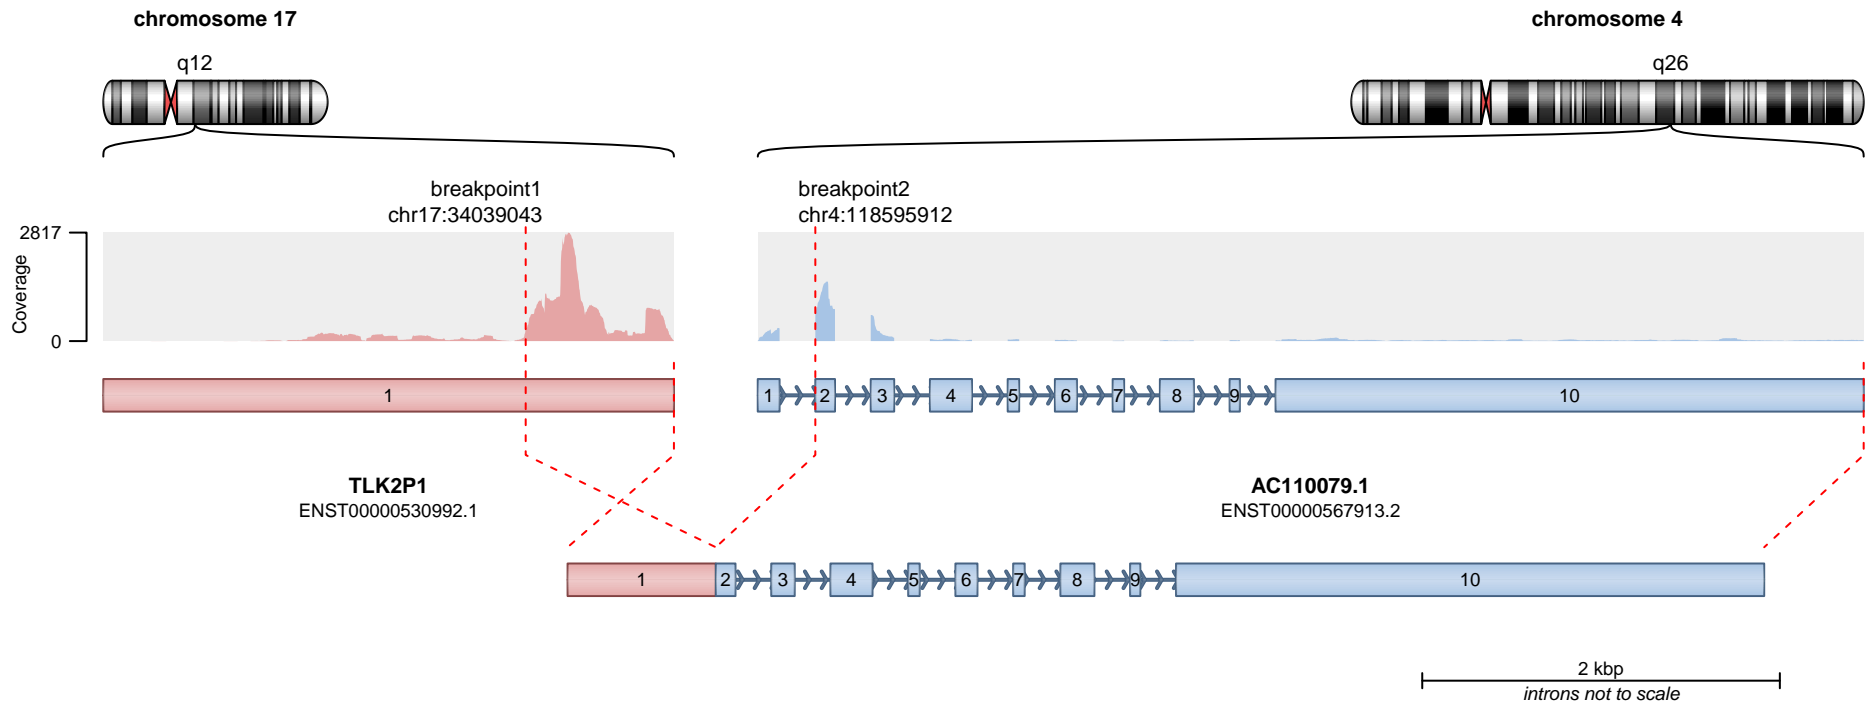 chromosome 17
chromosome 4
q12
q26
breakpoint1
chr17:34039043
breakpoint2
chr4:118595912
2817
Coverage
0
1
1 2 3 4 5 6 7 8 9 10
TLK2P1
ENST00000530992.1
AC110079.1
ENST00000567913.2
1 2 3 4 5 6 7 8 9 10
2 kbp
introns not to scale